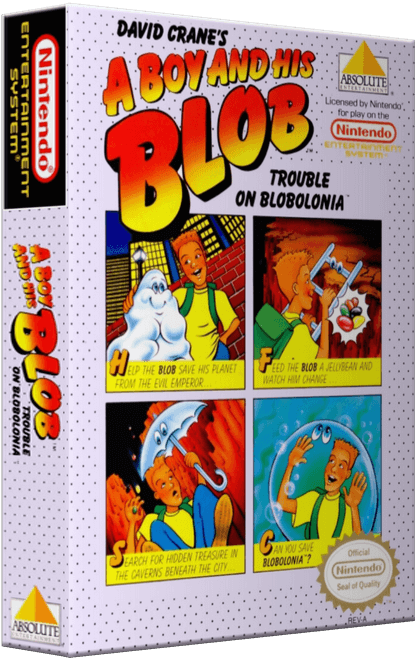 DAVID CRANE'S
A BOY AND HIS
BLOB
TROUBLE
ON BLOBOLONIA™
ABSOLUTE
ENTERTAINMENT
Licensed by Nintendo®
for play on the
Nintendo®
ENTERTAINMENT
SYSTEM®
HELP THE BLOB SAVE HIS PLANET
FROM THE EVIL EMPEROR...
FEED THE BLOB A JELLYBEAN AND
WATCH HIM CHANGE...
SEARCH FOR HIDDEN TREASURE IN
THE CAVERNS BENEATH THE CITY...
CAN YOU SAVE
BLOBOLONIA™?
Official
Nintendo
Seal of Quality
REV-A
Nintendo®
ENTERTAINMENT
SYSTEM®
A BOY
AND HIS
BLOB
TROUBLE
ON BLOBOLONIA™
ABSOLUTE
ENTERTAINMENT